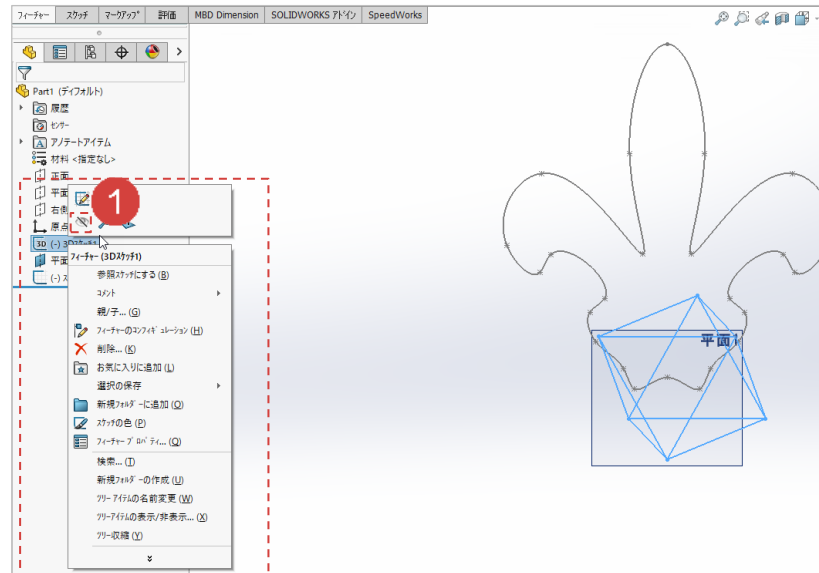 フィーチャー スケッチ マークアップ 評価 MBD Dimension SOLIDWORKS アドイン SpeedWorks
Part1 (ディフォルト)
履歴
センサー
アノテートアイテム
材料 <指定なし>
正面
平面
右側
原点
(-) 3Dスケッチ1
平面
(-) ス
1
フィーチャー (3Dスケッチ1)
参照スケッチにする (B)
コメント
親/子... (G)
フィーチャーのコンフィギュレーション (H)
削除... (K)
お気に入りに追加 (L)
選択の保存
新規フォルダーに追加 (O)
スケッチの色 (P)
フィーチャー プロパティ... (Q)
検索... (T)
新規フォルダーの作成 (U)
ツリー アイテムの名前変更 (W)
ツリーアイテムの表示/非表示... (X)
ツリー収縮 (Y)
平面1